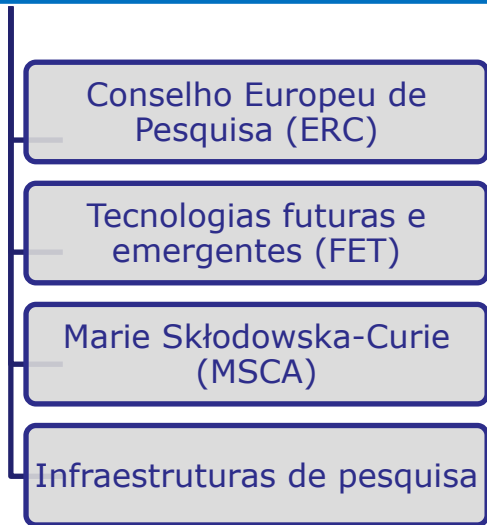 Conselho Europeu de
Pesquisa (ERC)
Tecnologias futuras e
emergentes (FET)
Marie Skłodowska-Curie
(MSCA)
Infraestruturas de pesquisa